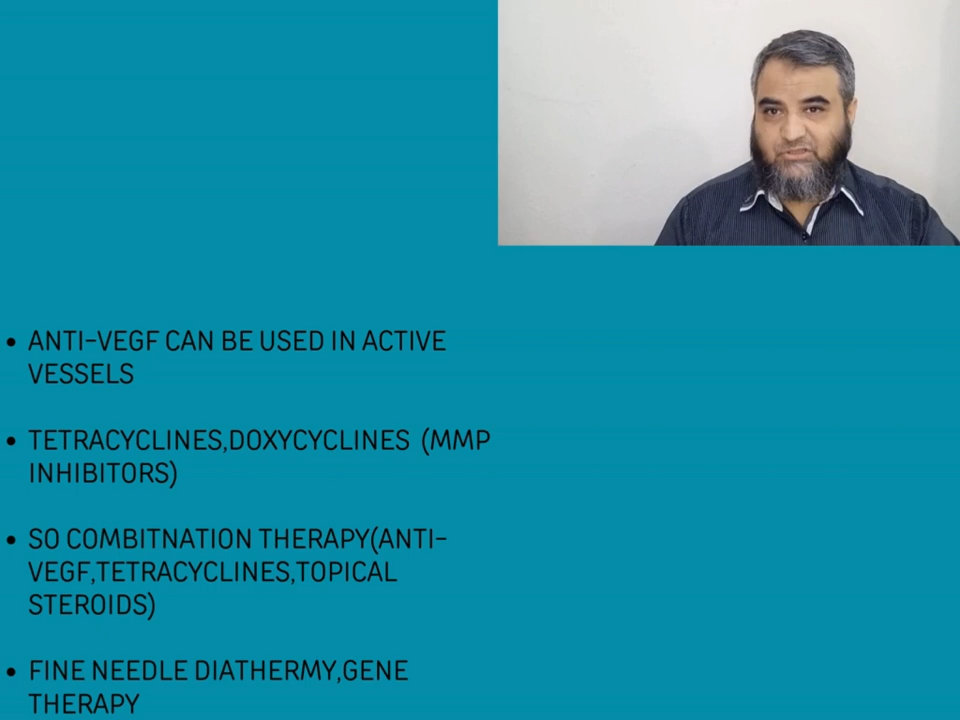 • ANTI-VEGF CAN BE USED IN ACTIVE
VESSELS
• TETRACYCLINES,DOXYCYCLINES (MMP
INHIBITORS)
• SO COMBITNATION THERAPY(ANTI-
VEGF,TETRACYCLINES,TOPICAL
STEROIDS)
• FINE NEEDLE DIATHERMY,GENE
THERAPY